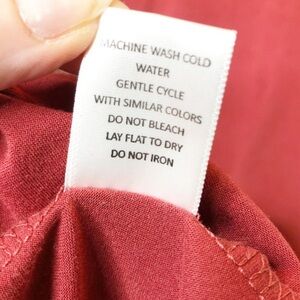 MACHINE WASH COLD
WATER
GENTLE CYCLE
WITH SIMILAR COLORS
DO NOT BLEACH
LAY FLAT TO DRY
DO NOT IRON